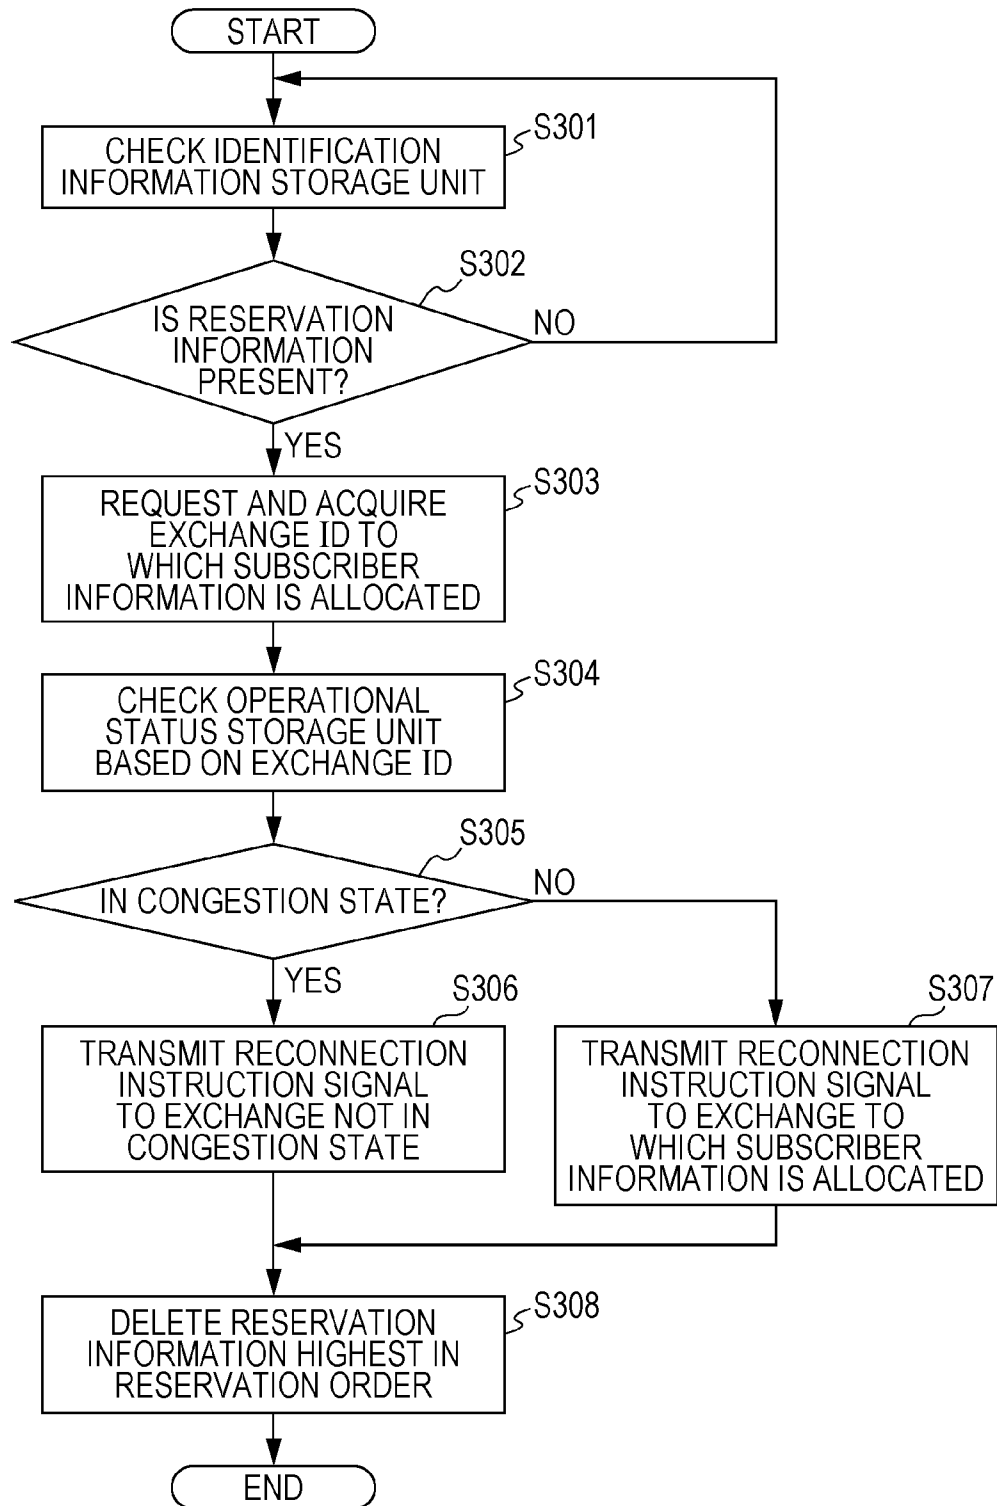 START
S301
CHECK IDENTIFICATION
INFORMATION STORAGE UNIT
S302
IS RESERVATION
INFORMATION
PRESENT?
NO
YES
S303
REQUEST AND ACQUIRE
EXCHANGE ID TO
WHICH SUBSCRIBER
INFORMATION IS ALLOCATED
S304
CHECK OPERATIONAL
STATUS STORAGE UNIT
BASED ON EXCHANGE ID
S305
IN CONGESTION STATE?
NO
YES
S306
TRANSMIT RECONNECTION
INSTRUCTION SIGNAL
TO EXCHANGE NOT IN
CONGESTION STATE
S307
TRANSMIT RECONNECTION
INSTRUCTION SIGNAL
TO EXCHANGE TO
WHICH SUBSCRIBER
INFORMATION IS ALLOCATED
S308
DELETE RESERVATION
INFORMATION HIGHEST IN
RESERVATION ORDER
END